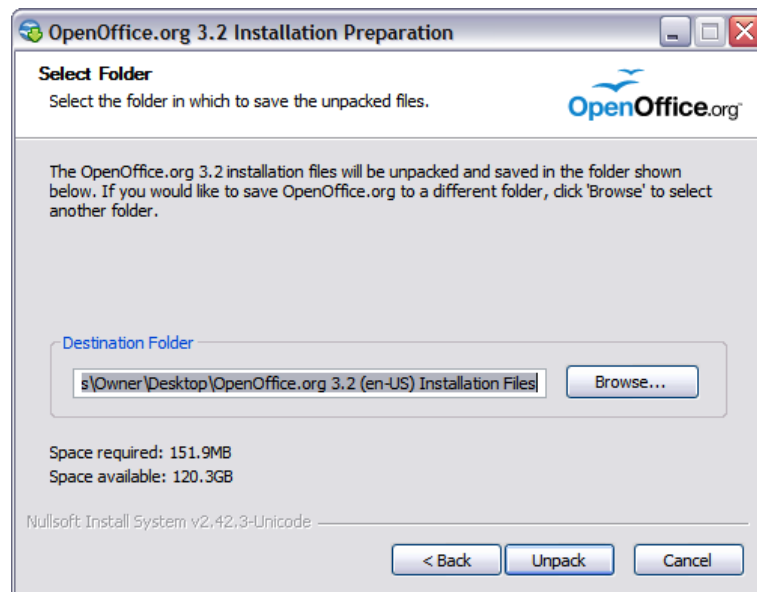 OpenOffice.org 3.2 Installation Preparation
Select Folder
Select the folder in which to save the unpacked files.
OpenOffice.org
The OpenOffice.org 3.2 installation files will be unpacked and saved in the folder shown
below. If you would like to save OpenOffice.org to a different folder, click 'Browse' to select
another folder.
Destination Folder
s\Owner\Desktop\OpenOffice.org 3.2 (en-US) Installation Files
Browse...
Space required: 151.9MB
Space available: 120.3GB
Nullsoft Install System v2.42.3-Unicode
< Back
Unpack
Cancel